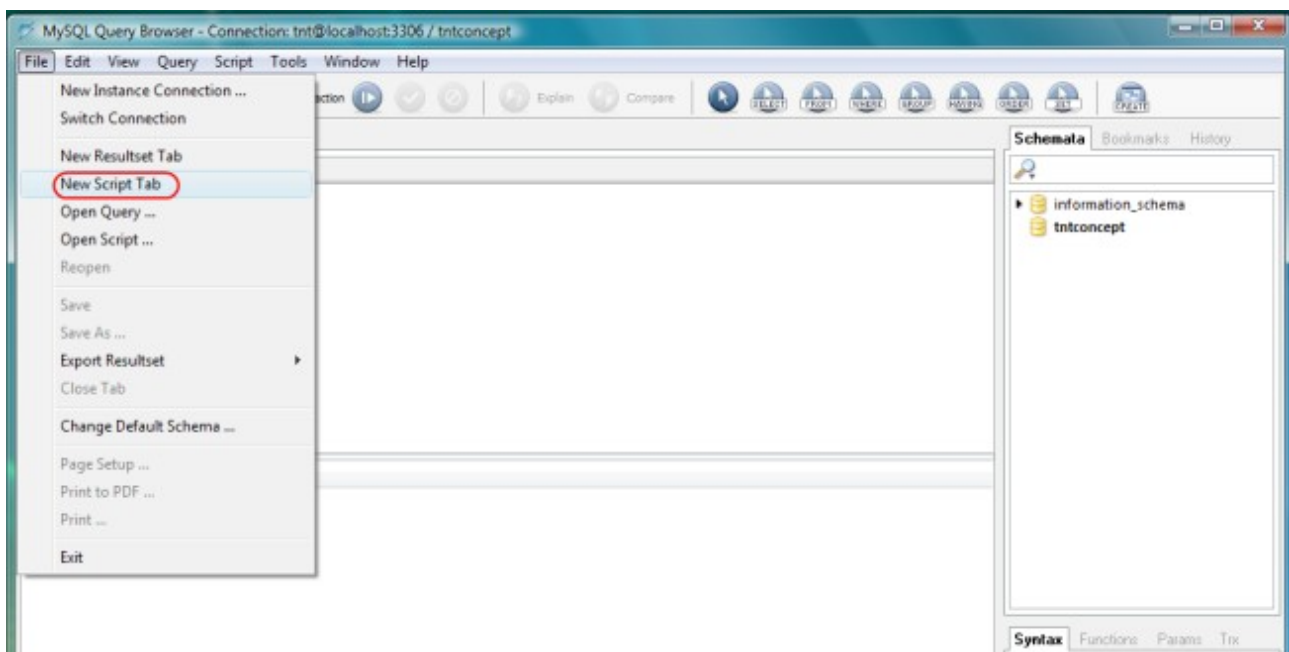 MySQL Query Browser - Connection: tnt@localhost:3306 / tntconcept
File Edit View Query Script Tools Window Help
action Explain Compare SELECT FROM WHERE GROUP HAVING ORDER SET CREATE
New Instance Connection ...
Switch Connection
New Resultset Tab
New Script Tab
Open Query ...
Open Script ...
Reopen
Save
Save As ...
Export Resultset
Close Tab
Change Default Schema ...
Page Setup ...
Print to PDF ...
Print ...
Exit
Schemata Bookmarks History
information_schema
tntconcept
Syntax Functions Params Trx